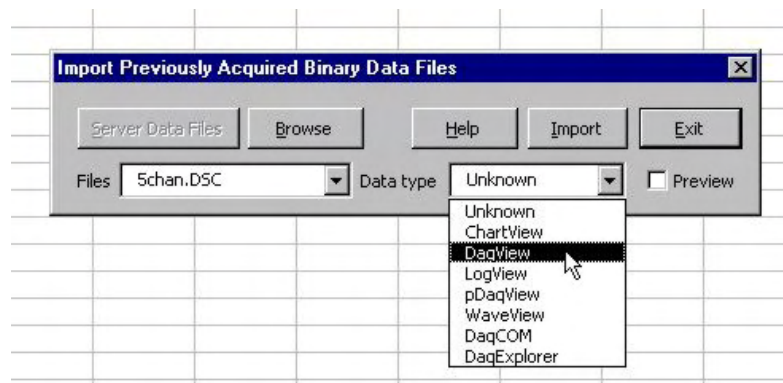 Import Previously Acquired Binary Data Files
Server Data Files Browse Help Import Exit
Files 5chan.DSC Data type Unknown Preview
Unknown
ChartView
DaqView
LogView
pDaqView
WaveView
DaqCOM
DaqExplorer